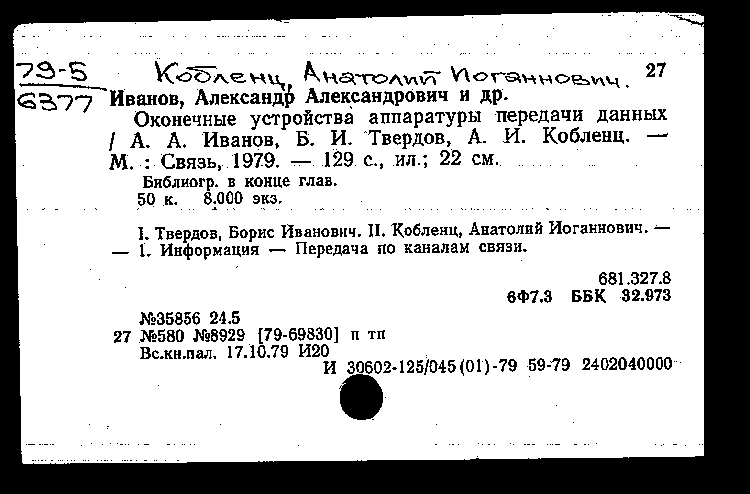 79-5 Кобленц, Анатолий Иоганнович. 27
6377 Иванов, Александр Александрович и др.
Оконечные устройства аппаратуры передачи данных
/ А. А. Иванов, Б. И. Твердов, А. И. Кобленц. —
М. : Связь, 1979. — 129 с., ил.; 22 см.
Библиогр. в конце глав.
50 к. 8.000 экз.
I. Твердов, Борис Иванович. II. Кобленц, Анатолий Иоганнович. —
— 1. Информация — Передача по каналам связи.
681.327.8
6Ф7.3 ББК 32.973
№35856 24.5
27 №580 №8929 [79-69830] п тп
Вс.кн.пал. 17.10.79 И20
И 30602-125/045(01)-79 59-79 2402040000